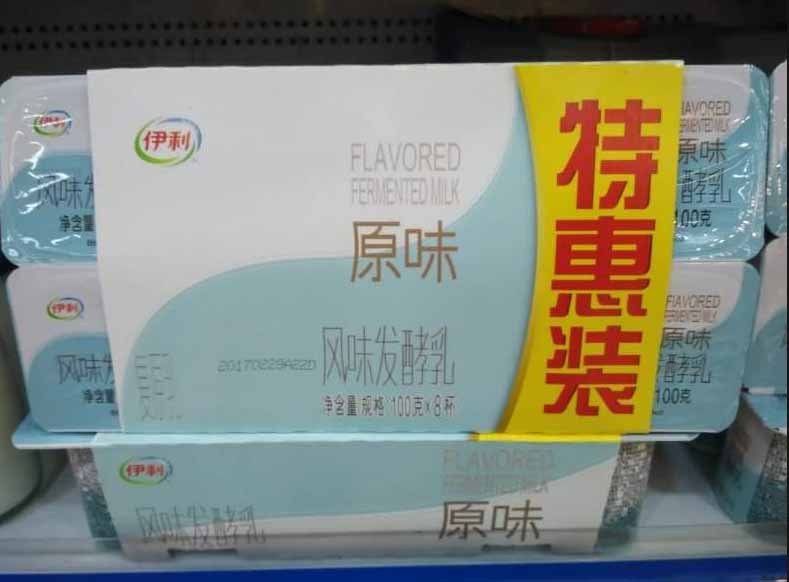 伊利
FLAVORED
FERMENTED MILK
原味
风味发酵乳
20170229A22D
净含量/规格:100克×8杯
特惠装
伊利
风味发
净含量
伊利
风味发
净含量
FLAVORED
FERMENTED MILK
原味
酵乳
100克
FLAVORED
FERMENTED MILK
原味
酵乳
100克
伊利
FLAVORED
FERMENTED MILK
原味
风味发酵乳